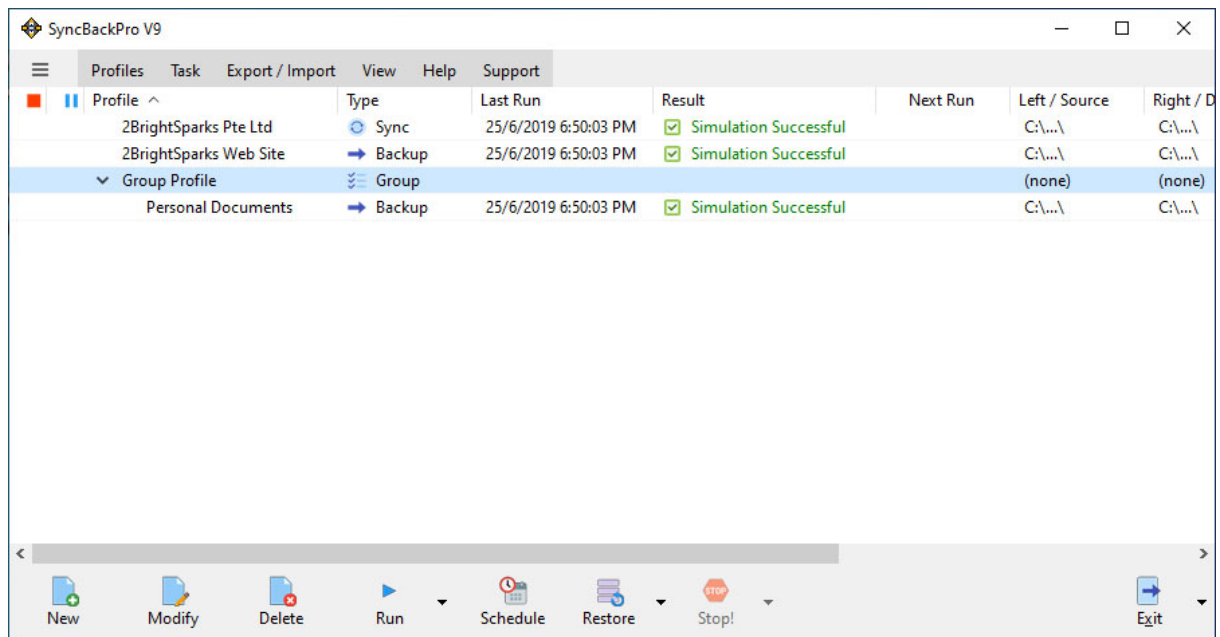 SyncBackPro V9
Profiles Task Export / Import View Help Support
Profile Type Last Run Result Next Run Left / Source Right / D
2BrightSparks Pte Ltd Sync 25/6/2019 6:50:03 PM Simulation Successful C:\...\ C:\...\
2BrightSparks Web Site Backup 25/6/2019 6:50:03 PM Simulation Successful C:\...\ C:\...\
Group Profile Group (none) (none)
Personal Documents Backup 25/6/2019 6:50:03 PM Simulation Successful C:\...\ C:\...\
STOP
New Modify Delete Run Schedule Restore Stop! Exit